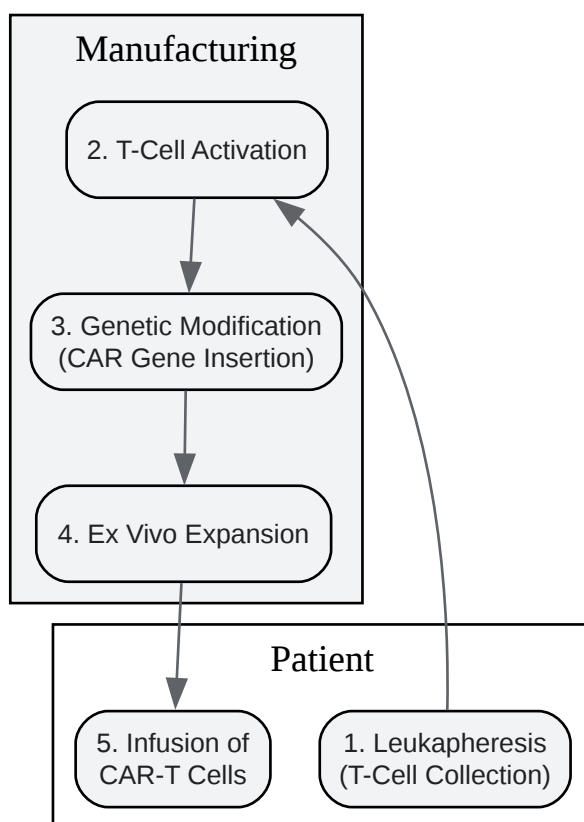 Manufacturing
2. T-Cell Activation
3. Genetic Modification
(CAR Gene Insertion)
4. Ex Vivo Expansion
Patient
5. Infusion of
CAR-T Cells
1. Leukapheresis
(T-Cell Collection)